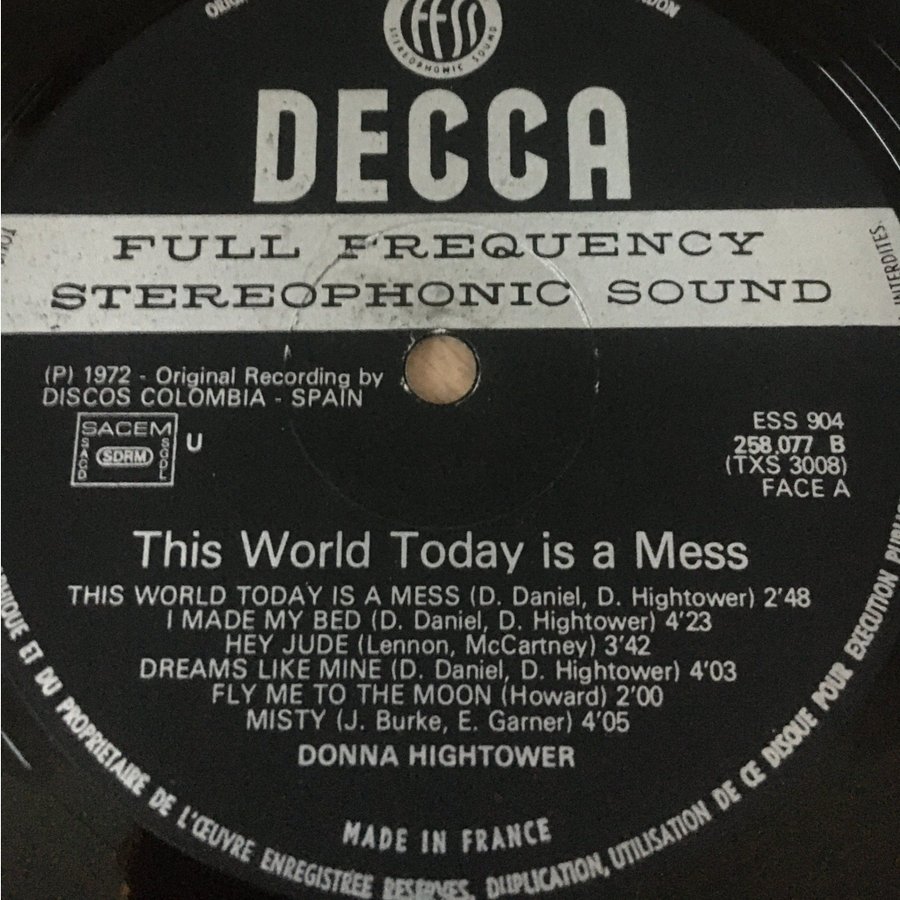 FFSS
STEREOPHONIC SOUND
DECCA
FULL FREQUENCY
STEREOPHONIC SOUND
INTERDITES.
(P) 1972 - Original Recording by
DISCOS COLOMBIA - SPAIN
SACEM
SACD SDRM SGDL
U
ESS 904
258.077 B
(TXS 3008)
FACE A
This World Today is a Mess
THIS WORLD TODAY IS A MESS (D. Daniel, D. Hightower) 2'48
I MADE MY BED (D. Daniel, D. Hightower) 4'23
HEY JUDE (Lennon, McCartney) 3'42
DREAMS LIKE MINE (D. Daniel, D. Hightower) 4'03
FLY ME TO THE MOON (Howard) 2'00
MISTY (J. Burke, E. Garner) 4'05
DONNA HIGHTOWER
MADE IN FRANCE
ET DU PROPRIETAIRE DE L'ŒUVRE ENREGISTRÉE RESERVES. DUPLICATION, UTILISATION DE CE DISQUE POUR EXECUTION